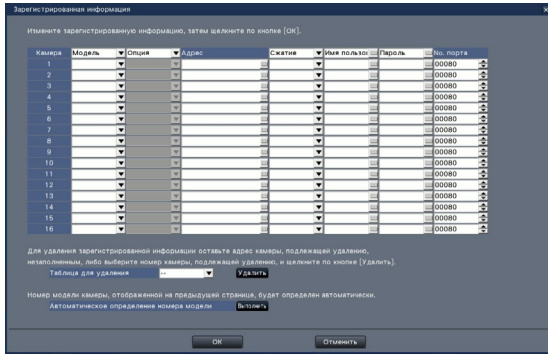 Зарегистрированная информация
Измените зарегистрированную информацию, затем щелкните по кнопке [OK].
Камера Модель Опция Адрес Сжатие Имя пользо Пароль No. порта
1 00080
2 00080
3 00080
4 00080
5 00080
6 00080
7 00080
8 00080
9 00080
10 00080
11 00080
12 00080
13 00080
14 00080
15 00080
16 00080
Для удаления зарегистрированной информации оставьте адрес камеры, подлежащей удалению,
незаполненным, либо выберите номер камеры, подлежащей удалению, и щелкните по кнопке [Удалить].
Таблица для удаления -- Удалить
Номер модели камеры, отображенной на предыдущей странице, будет определен автоматически.
Автоматическое определение номера модели Выполнить
OK Отменить